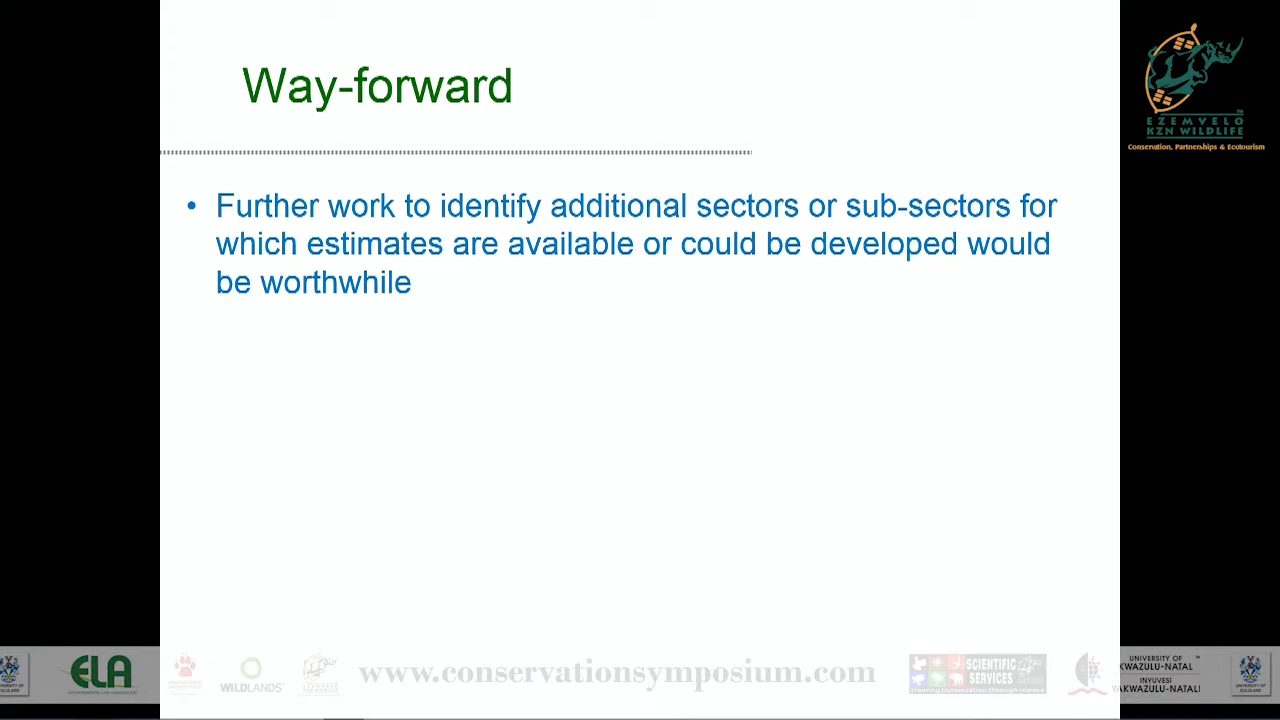 Way-forward
• Further work to identify additional sectors or sub-sectors for
which estimates are available or could be developed would
be worthwhile
EZEMVELO
KZN WILDLIFE
Conservation, Partnerships & Ecotourism
ELA
WILDLANDS
www.conservationsymposium.com
SCIENTIFIC
SERVICES
UNIVERSITY OF
KWAZULU-NATAL
INYUVESI
YAKWAZULU-NATALI